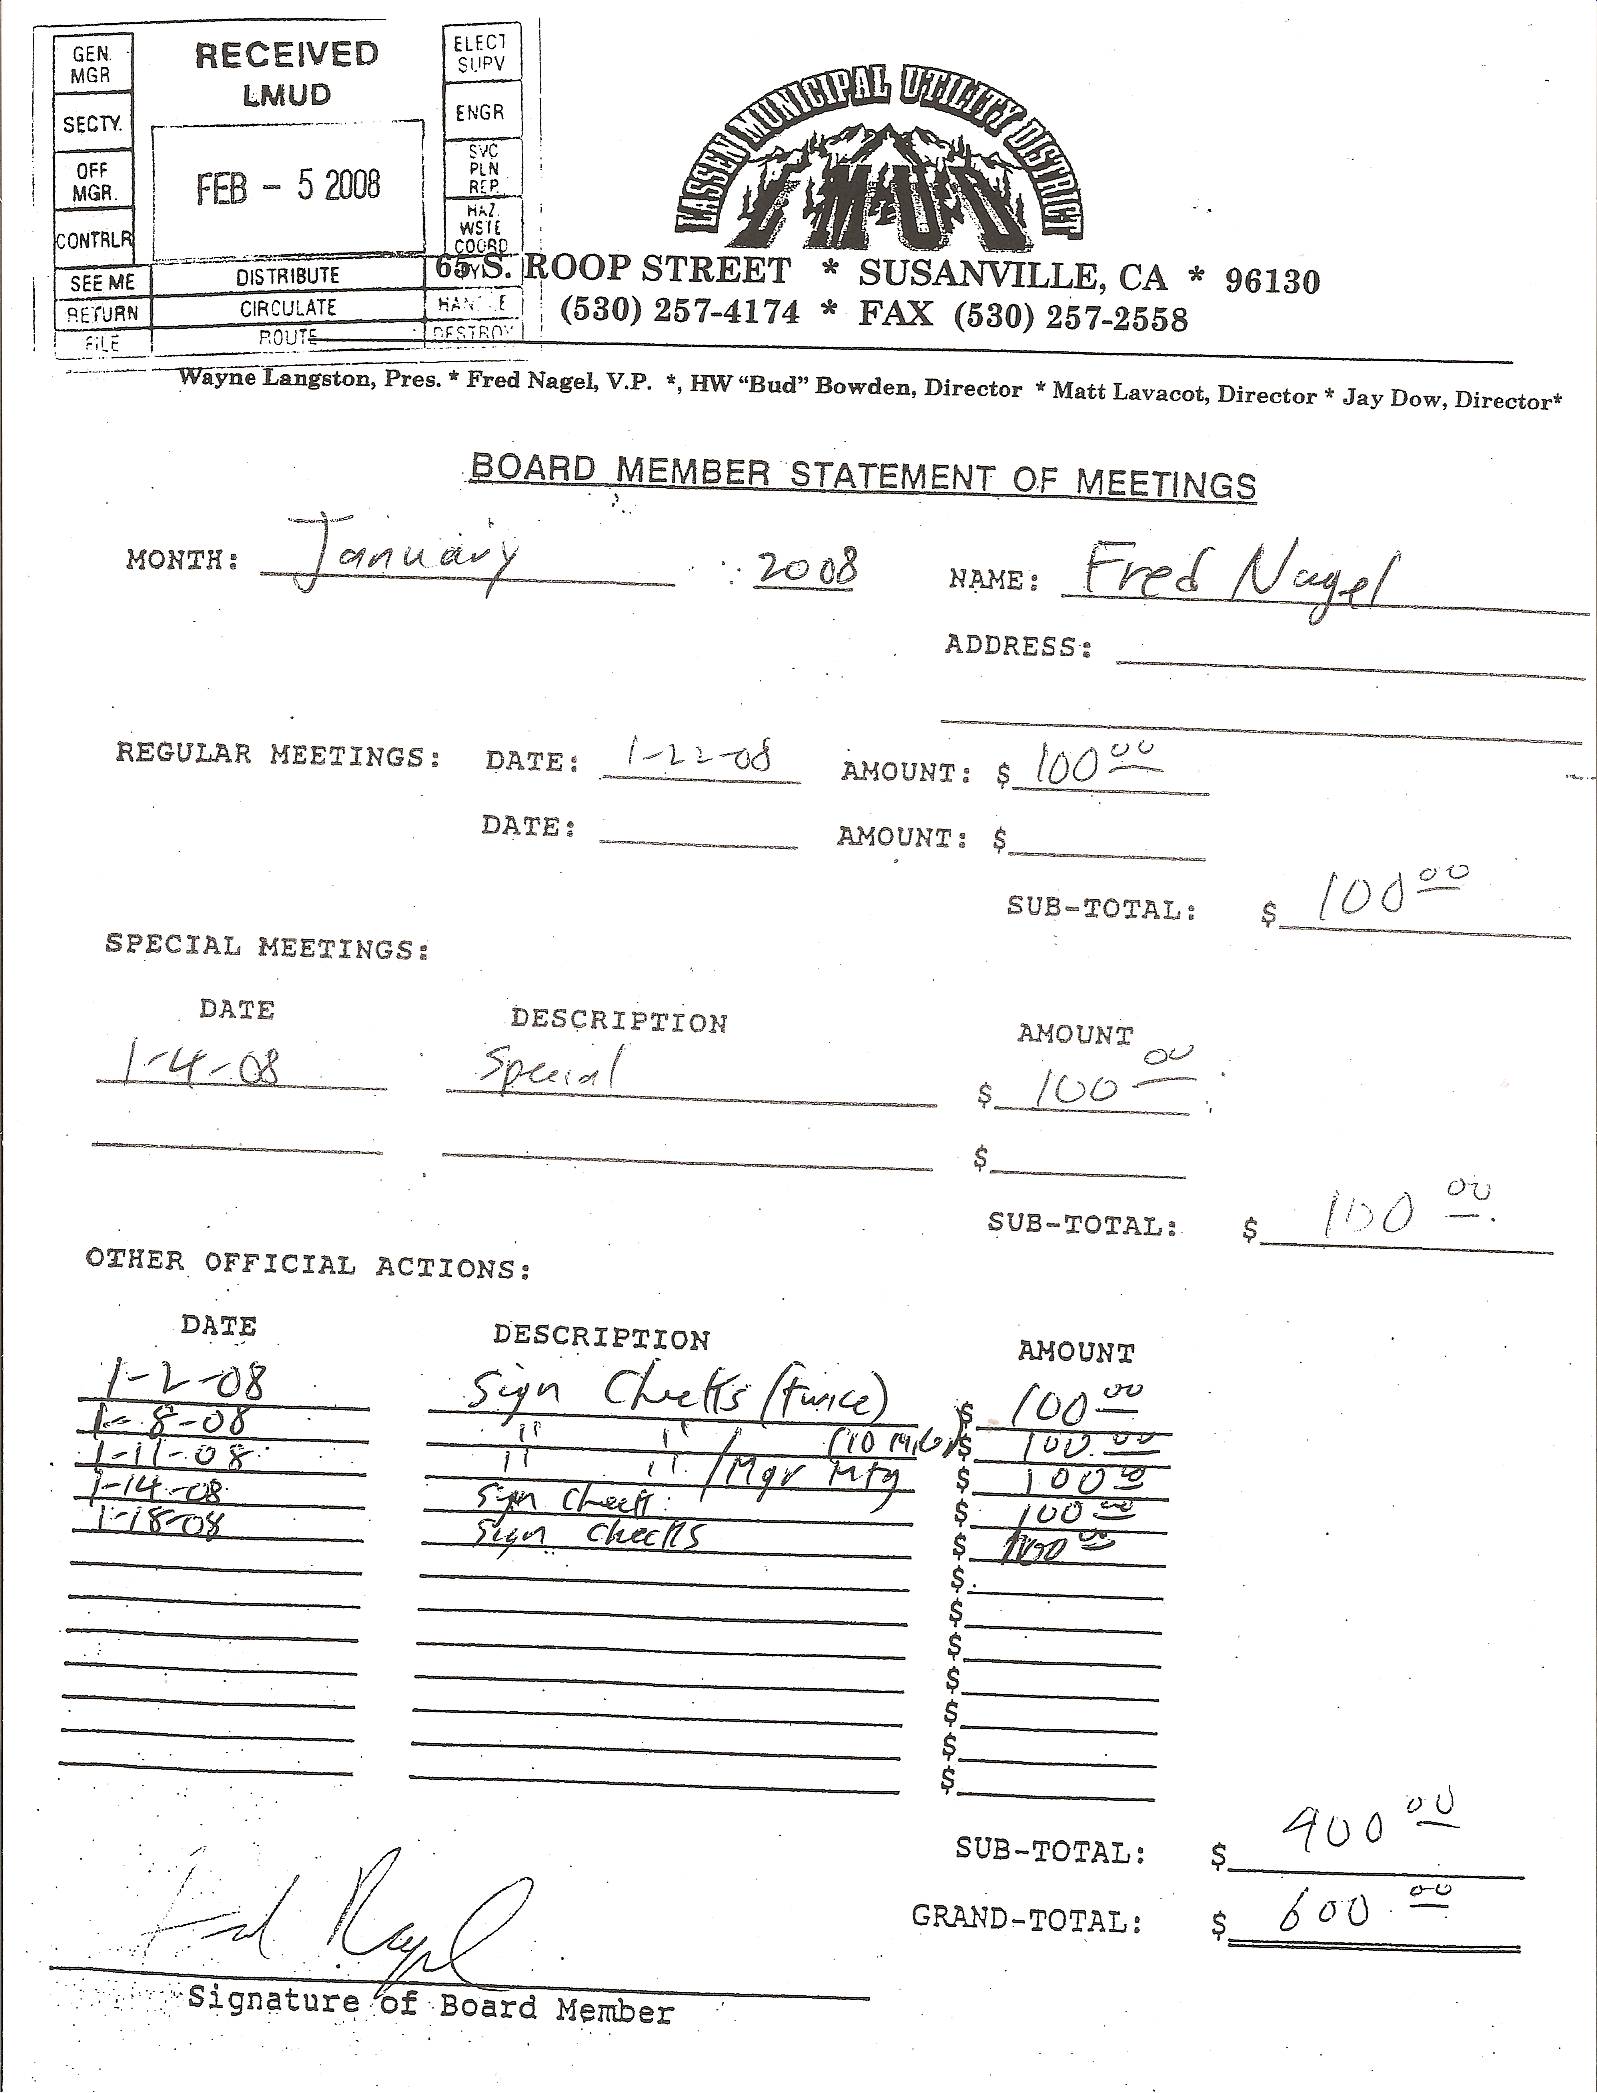 GEN. MGR
RECEIVED
LMUD
ELECT SUPV
SECTY.
ENGR
OFF MGR.
FEB - 5 2008
SVC PLN REP
CONTRLR
HAZ. WSTE COORD
SEE ME DISTRIBUTE
RETURN CIRCULATE HANDLE
FILE ROUTE DESTROY
LASSEN MUNICIPAL UTILITY DISTRICT
LMUD
65 S. ROOP STREET * SUSANVILLE, CA * 96130
(530) 257-4174 * FAX (530) 257-2558
Wayne Langston, Pres. * Fred Nagel, V.P. *, HW “Bud” Bowden, Director * Matt Lavacot, Director * Jay Dow, Director*
BOARD MEMBER STATEMENT OF MEETINGS
MONTH: January 2008 NAME: Fred Nagel
ADDRESS:
REGULAR MEETINGS: DATE: 1-22-08 AMOUNT: $ 100 00
DATE: AMOUNT: $
SUB-TOTAL: $ 100 00
SPECIAL MEETINGS:
DATE DESCRIPTION AMOUNT
1-4-08 Special $ 100 00
$
SUB-TOTAL: $ 100 00
OTHER OFFICIAL ACTIONS:
DATE DESCRIPTION AMOUNT
1-2-08 Sign Checks (twice) $ 100 00
1-8-08 " " $ 100 00
1-11-08 " " / Mgr Mtg $ 100 00
1-14-08 Sign Check $ 100 00
1-18-08 Sign Checks $ 00
$
$
$
$
$
$
$
SUB-TOTAL: $ 400 00
GRAND-TOTAL: $ 600 00
Fred Nagel
Signature of Board Member